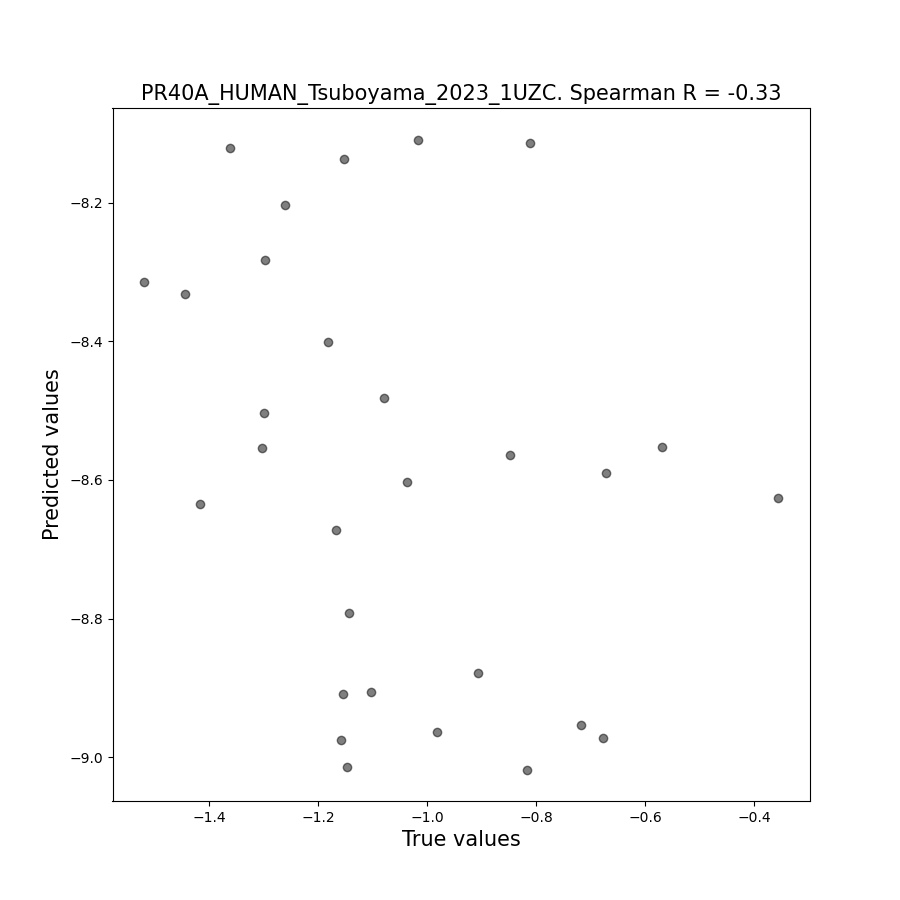 PR40A_HUMAN_Tsuboyama_2023_1UZC. Spearman R = -0.33
Predicted values
−8.2
−8.4
−8.6
−8.8
−9.0
−1.4 −1.2 −1.0 −0.8 −0.6 −0.4
True values